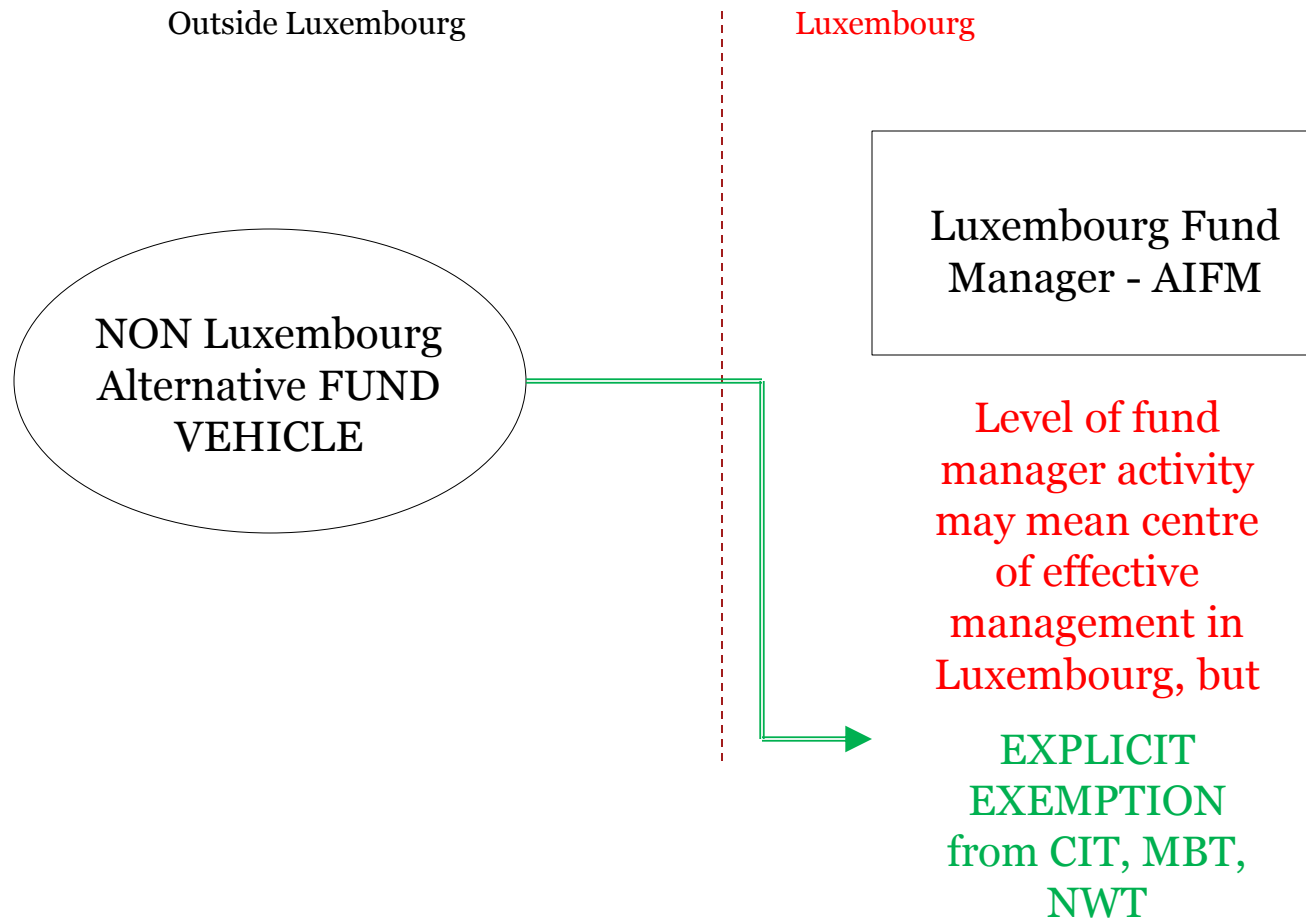 Outside Luxembourg
Luxembourg
NON Luxembourg
Alternative FUND
VEHICLE
Luxembourg Fund
Manager - AIFM
Level of fund
manager activity
may mean centre
of effective
management in
Luxembourg, but
EXPLICIT
EXEMPTION
from CIT, MBT,
NWT